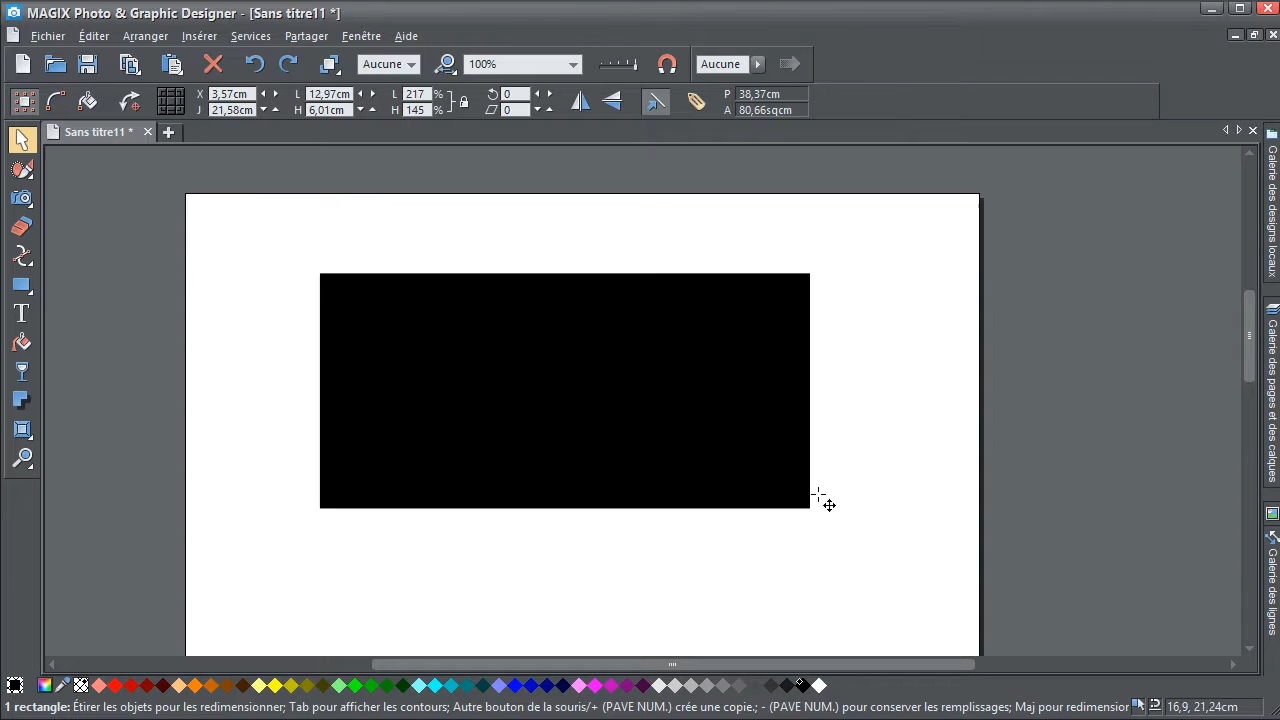 MAGIX Photo & Graphic Designer - [Sans titre11 *]
Fichier Éditer Arranger Insérer Services Partager Fenêtre Aide
Aucune 100% Aucune
X 3,57cm L 12,97cm L 217 % 0 P 38,37cm
J 21,58cm H 6,01cm H 145 % 0 A 80,66sqcm
Sans titre11 *
T
Galerie des designs locaux
Galerie des pages et des calques
Galerie des lignes
1 rectangle: Étirer les objets pour les redimensionner; Tab pour afficher les contours; Autre bouton de la souris/+ (PAVE NUM.) crée une copie.; - (PAVE NUM.) pour conserver les remplissages; Maj pour redimension 16,9, 21,24cm